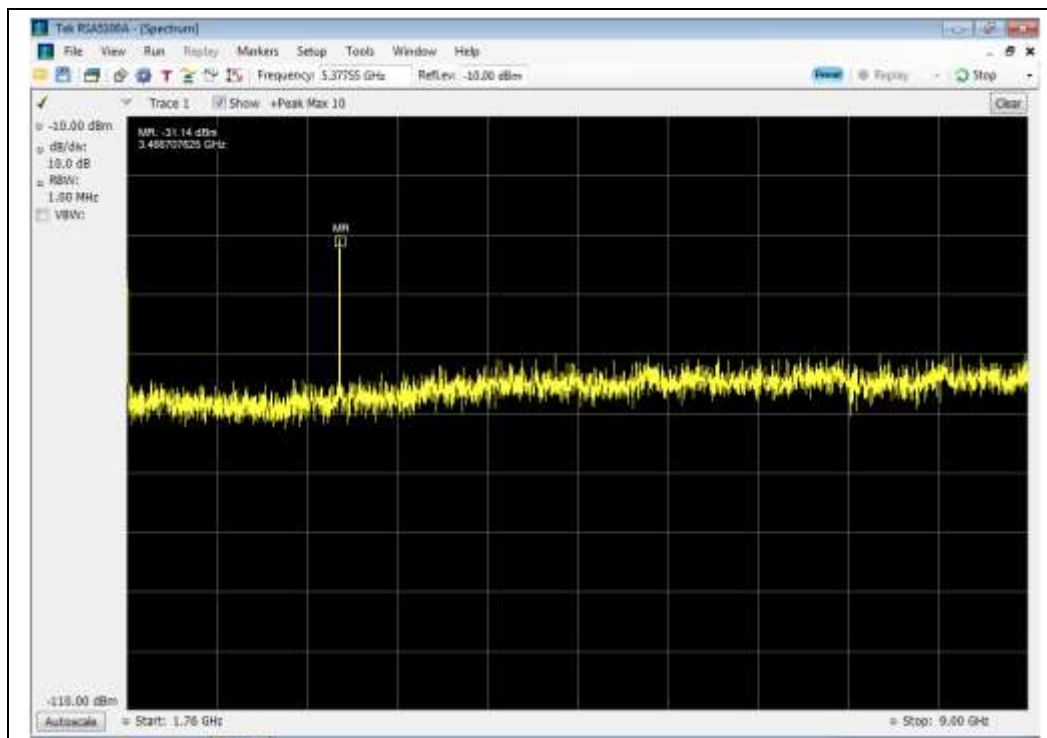 Tek RSA5100A - [Spectrum]
File View Run Replay Markers Setup Tools Window Help
Frequency: 5.37755 GHz RefLev: -10.00 dBm Preset Replay Stop
Trace 1 Show +Peak Max 10 Clear
-10.00 dBm
dB/div:
10.0 dB
RBW:
1.00 MHz
VBW:
MR: -31.14 dBm
3.486707625 GHz
MR
-110.00 dBm
Autoscale Start: 1.76 GHz Stop: 9.00 GHz